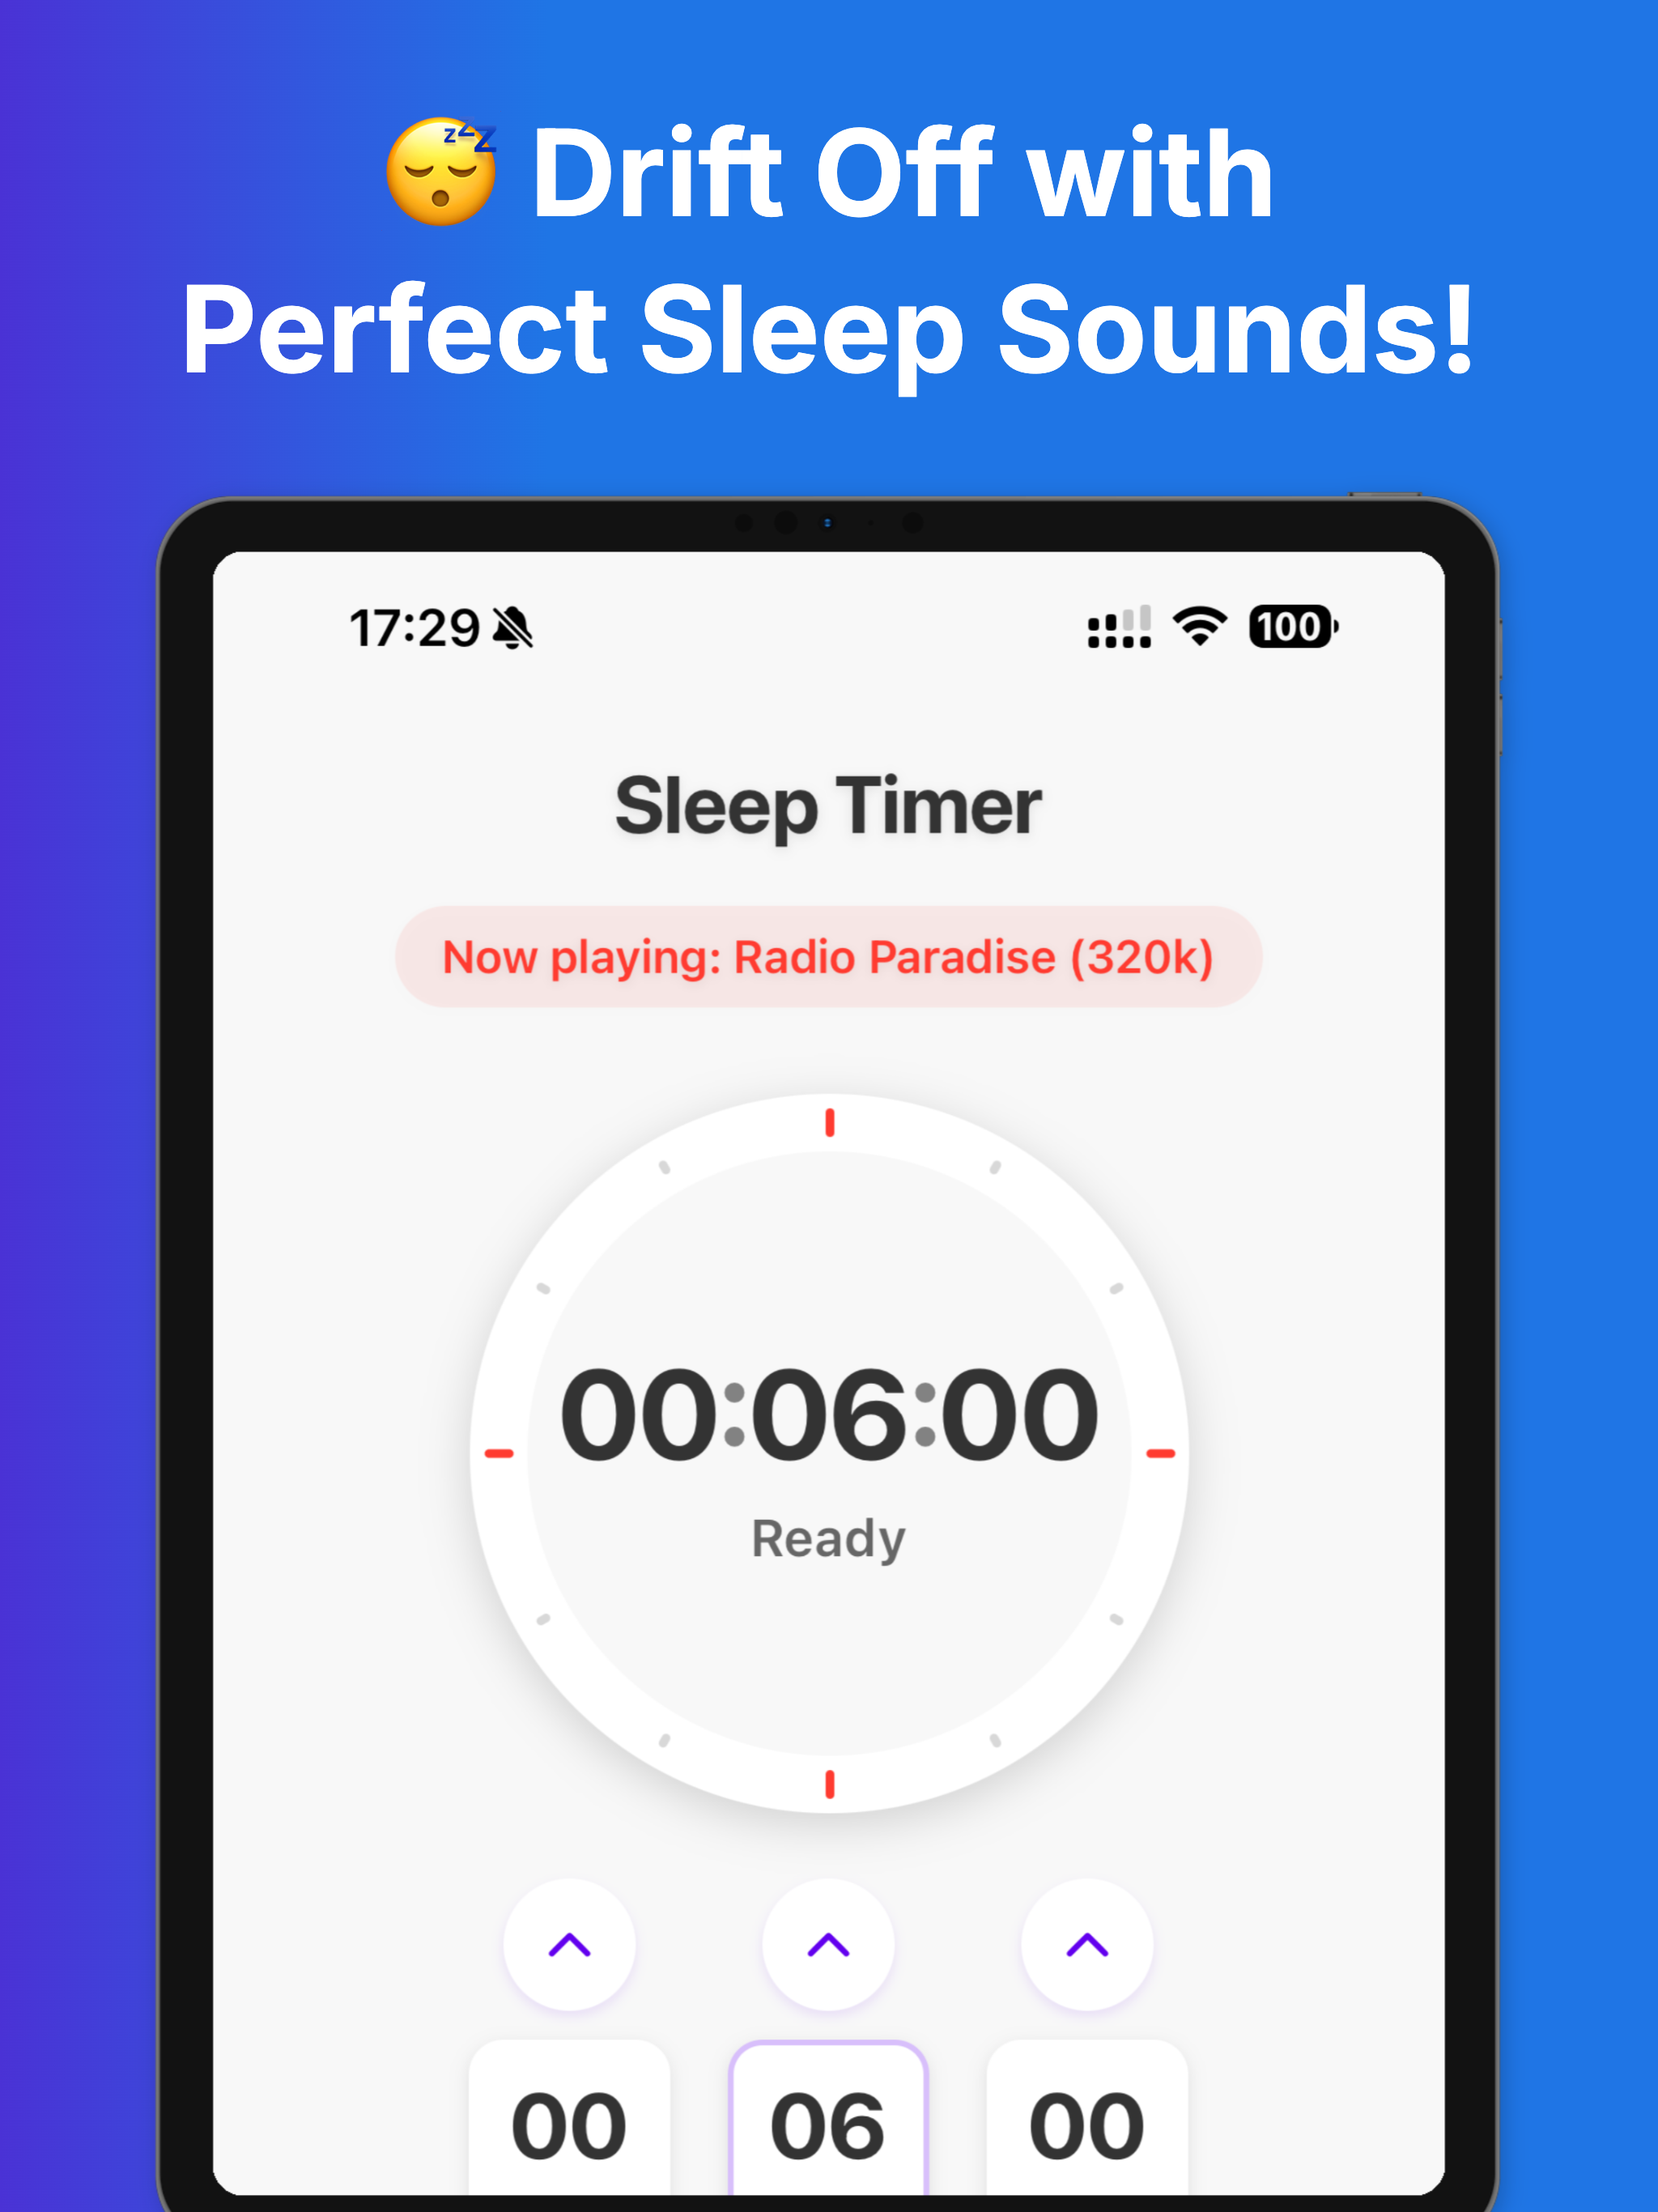 😴 Drift Off with
Perfect Sleep Sounds!
17:29
100
Sleep Timer
Now playing: Radio Paradise (320k)
00:06:00
Ready
00 06 00